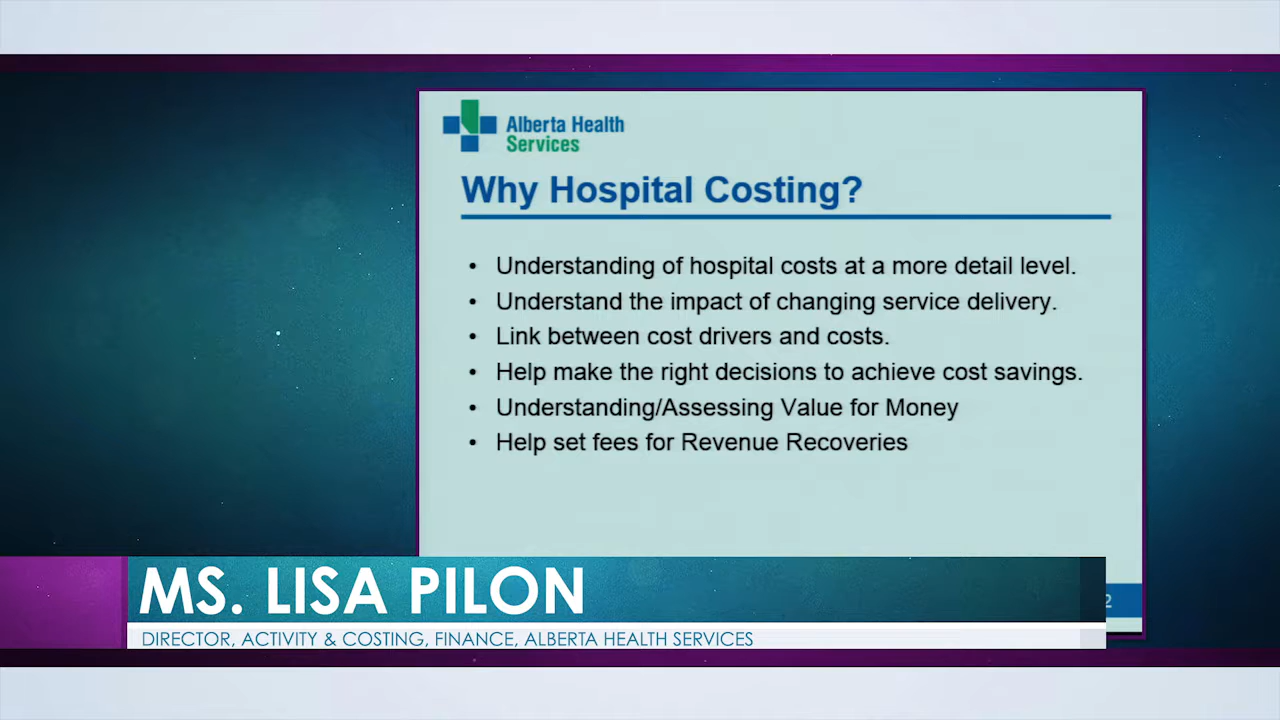 Alberta Health
Services
Why Hospital Costing?
• Understanding of hospital costs at a more detail level.
• Understand the impact of changing service delivery.
• Link between cost drivers and costs.
• Help make the right decisions to achieve cost savings.
• Understanding/Assessing Value for Money
• Help set fees for Revenue Recoveries
2
MS. LISA PILON
DIRECTOR, ACTIVITY & COSTING, FINANCE, ALBERTA HEALTH SERVICES